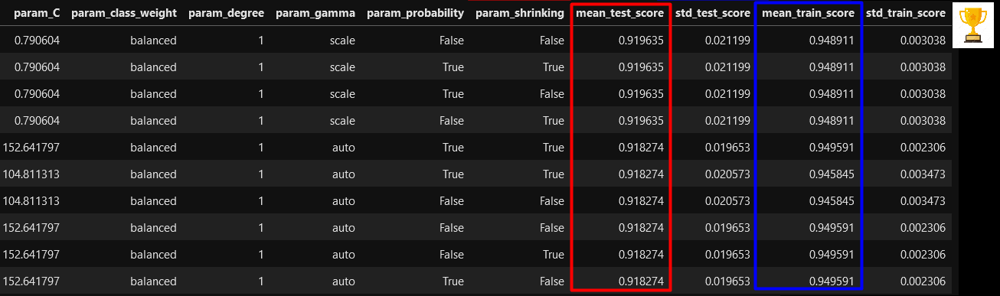 param_C param_class_weight param_degree param_gamma param_probability param_shrinking mean_test_score std_test_score mean_train_score std_train_score
0.790604 balanced 1 scale False False 0.919635 0.021199 0.948911 0.003038
0.790604 balanced 1 scale True True 0.919635 0.021199 0.948911 0.003038
0.790604 balanced 1 scale True False 0.919635 0.021199 0.948911 0.003038
0.790604 balanced 1 scale False True 0.919635 0.021199 0.948911 0.003038
152.641797 balanced 1 auto True True 0.918274 0.019653 0.949591 0.002306
104.811313 balanced 1 auto True True 0.918274 0.020573 0.945845 0.003473
104.811313 balanced 1 auto False False 0.918274 0.020573 0.945845 0.003473
152.641797 balanced 1 auto False False 0.918274 0.019653 0.949591 0.002306
152.641797 balanced 1 auto False True 0.918274 0.019653 0.949591 0.002306
152.641797 balanced 1 auto True False 0.918274 0.019653 0.949591 0.002306